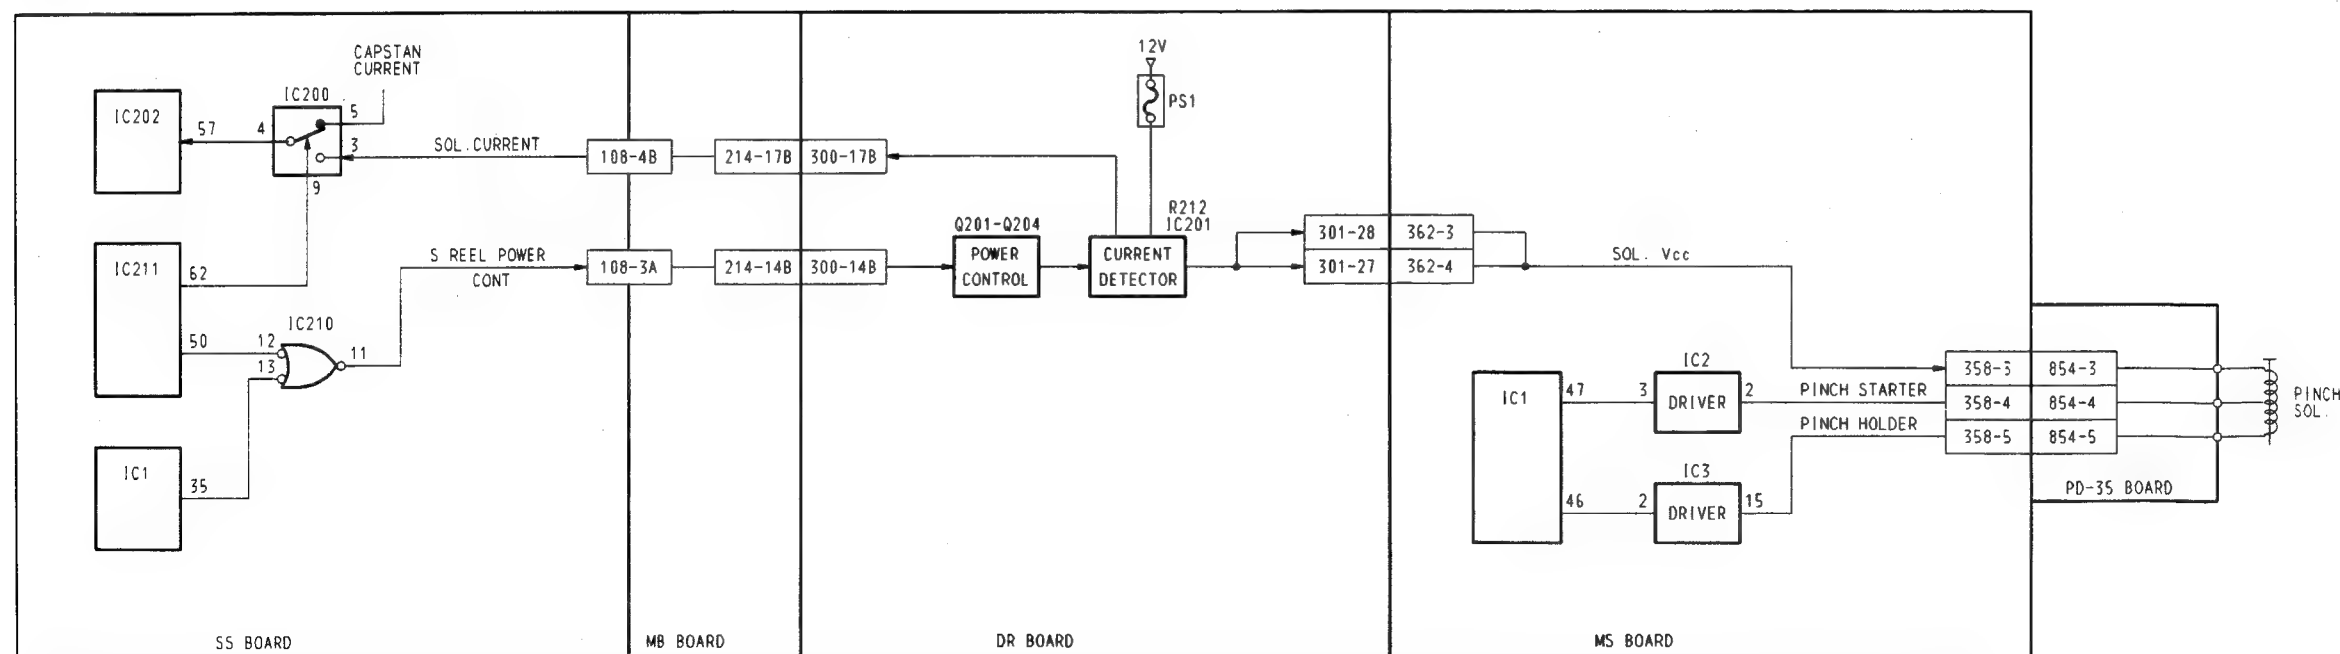 CAPSTAN
CURRENT
IC202
57
4
IC200
5
3
9
SOL.CURRENT
108-4B
214-17B
300-17B
12V
PS1
IC211
62
50
S REEL POWER
CONT
108-3A
214-14B
300-14B
Q201-Q204
POWER
CONTROL
R212
IC201
CURRENT
DETECTOR
301-28
362-3
301-27
362-4
SOL. Vcc
IC210
12
13
11
IC1
35
IC1
47
46
3
IC2
DRIVER
2
PINCH STARTER
PINCH HOLDER
2
IC3
DRIVER
15
358-3
854-3
358-4
854-4
358-5
854-5
PINCH
SOL.
PD-35 BOARD
SS BOARD
MB BOARD
DR BOARD
MS BOARD